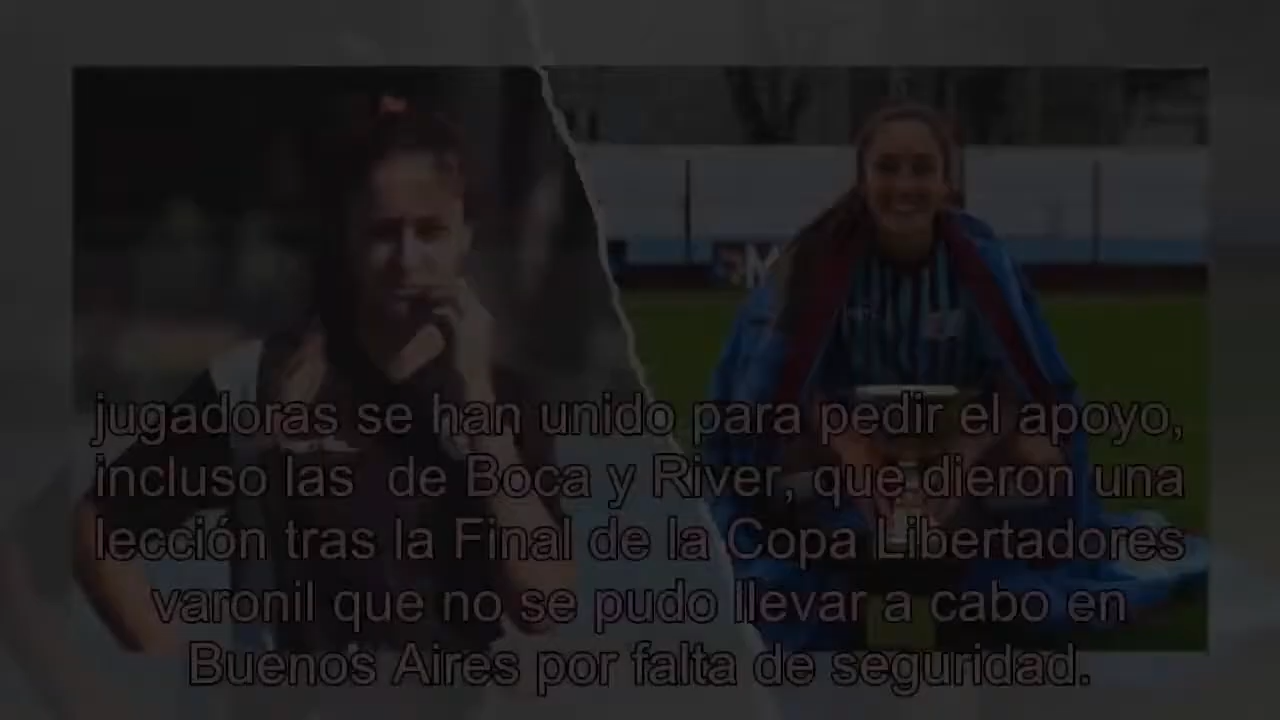 jugadoras se han unido para pedir el apoyo,
incluso las  de Boca y River, que dieron una
lección tras la Final de la Copa Libertadores
varonil que no se pudo llevar a cabo en
Buenos Aires por falta de seguridad.